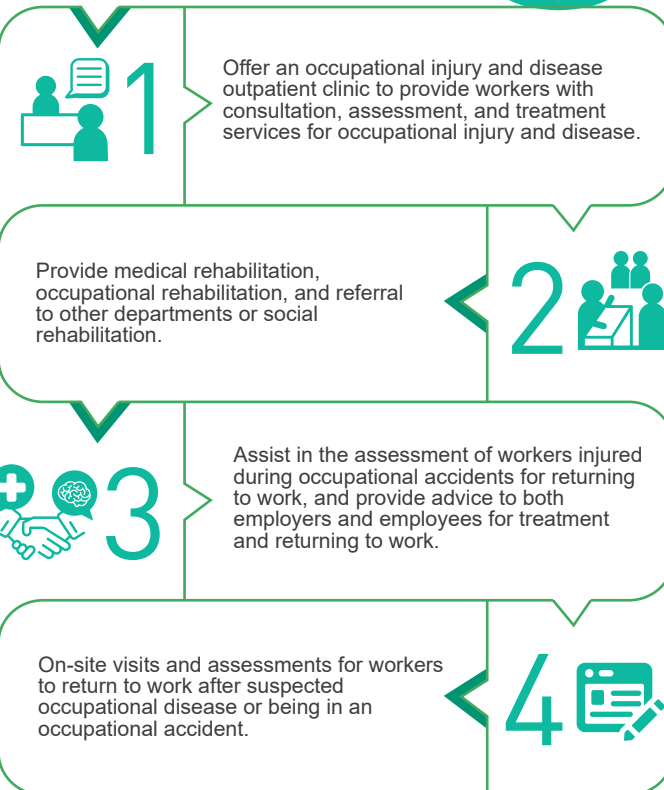 1
Offer an occupational injury and disease
outpatient clinic to provide workers with
consultation, assessment, and treatment
services for occupational injury and disease.
Provide medical rehabilitation,
occupational rehabilitation, and referral
to other departments or social
rehabilitation.
2
3
Assist in the assessment of workers injured
during occupational accidents for returning
to work, and provide advice to both
employers and employees for treatment
and returning to work.
On-site visits and assessments for workers
to return to work after suspected
occupational disease or being in an
occupational accident.
4